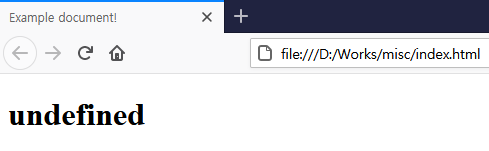 Example document!
file:///D:/Works/misc/index.html
undefined